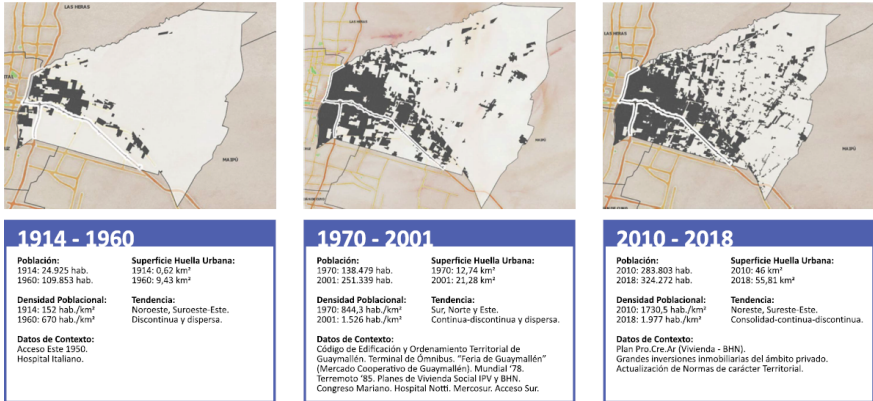 LAS HERAS
MAIPÚ
LAS HERAS
MAIPÚ
LAS HERAS
MAIPÚ
1914 - 1960
Población:
1914: 24.925 hab.
1960: 109.853 hab.
Superficie Huella Urbana:
1914: 0,62 km²
1960: 9,43 km²
Densidad Poblacional:
1914: 152 hab./km²
1960: 670 hab./km²
Tendencia:
Noroeste, Suroeste-Este.
Discontinua y dispersa.
Datos de Contexto:
Acceso Este 1950.
Hospital Italiano.
1970 - 2001
Población:
1970: 138.479 hab.
2001: 251.339 hab.
Superficie Huella Urbana:
1970: 12,74 km²
2001: 21,28 km²
Densidad Poblacional:
1970: 844,3 hab./km²
2001: 1.526 hab./km²
Tendencia:
Sur, Norte y Este.
Continua-discontinua y dispersa.
Datos de Contexto:
Código de Edificación y Ordenamiento Territorial de
Guaymallén. Terminal de Ómnibus. “Feria de Guaymallén”
(Mercado Cooperativo de Guaymallén). Mundial ‘78.
Terremoto ‘85. Planes de Vivienda Social IPV y BHN.
Congreso Mariano. Hospital Notti. Mercosur. Acceso Sur.
2010 - 2018
Población:
2010: 283.803 hab.
2018: 324.272 hab.
Superficie Huella Urbana:
2010: 46 km²
2018: 55,81 km²
Densidad Poblacional:
2010: 1730,5 hab./km²
2018: 1.977 hab./km²
Tendencia:
Noreste, Sureste-Este.
Consolidad-continua-discontinua.
Datos de Contexto:
Plan Pro.Cre.Ar (Vivienda - BHN).
Grandes inversiones inmobiliarias del ámbito privado.
Actualización de Normas de carácter Territorial.